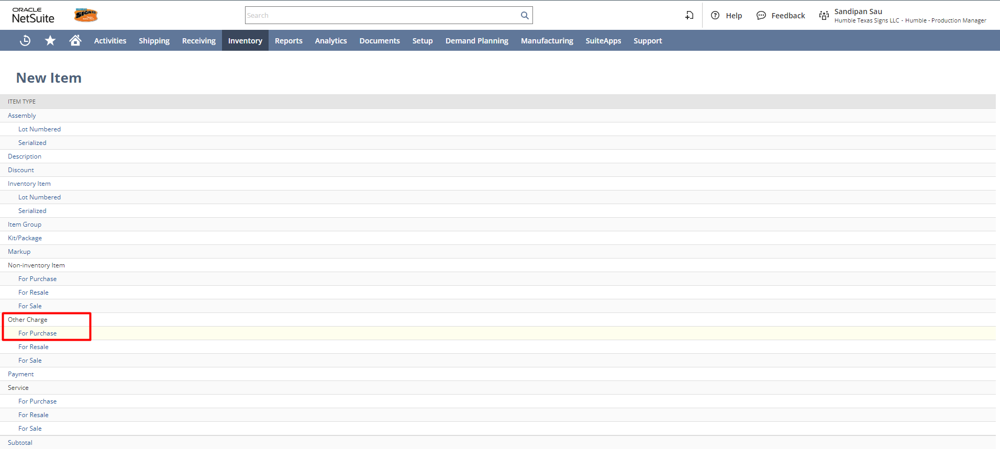 ORACLE
NetSuite
SIGN CO
Search
Help
Feedback
Sandipan Sau
Humble Texas Signs LLC - Humble - Production Manager
Activities Shipping Receiving Inventory Reports Analytics Documents Setup Demand Planning Manufacturing SuiteApps Support
New Item
ITEM TYPE
Assembly
Lot Numbered
Serialized
Description
Discount
Inventory Item
Lot Numbered
Serialized
Item Group
Kit/Package
Markup
Non-inventory Item
For Purchase
For Resale
For Sale
Other Charge
For Purchase
For Resale
For Sale
Payment
Service
For Purchase
For Resale
For Sale
Subtotal